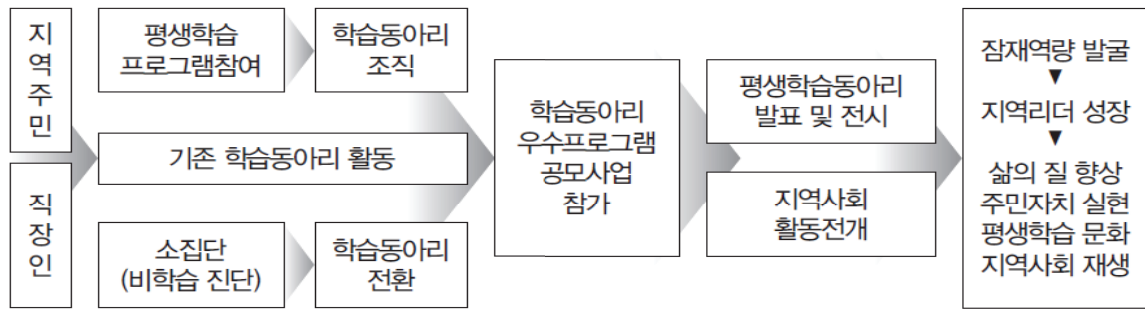 지역주민
직장인
평생학습
프로그램참여
학습동아리
조직
기존 학습동아리 활동
소집단
(비학습 진단)
학습동아리
전환
학습동아리
우수프로그램
공모사업
참가
평생학습동아리
발표 및 전시
지역사회
활동전개
잠재역량 발굴
▼
지역리더 성장
▼
삶의 질 향상
주민자치 실현
평생학습 문화
지역사회 재생